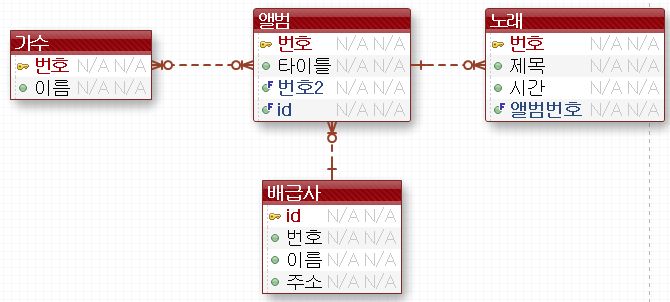 가수
번호 N/A N/A
이름 N/A N/A
앨범
번호 N/A N/A
타이틀 N/A N/A
F 번호2 N/A N/A
F id N/A N/A
노래
번호 N/A N/A
제목 N/A N/A
시간 N/A N/A
F 앨범번호 N/A N/A
배급사
id N/A N/A
번호 N/A N/A
이름 N/A N/A
주소 N/A N/A